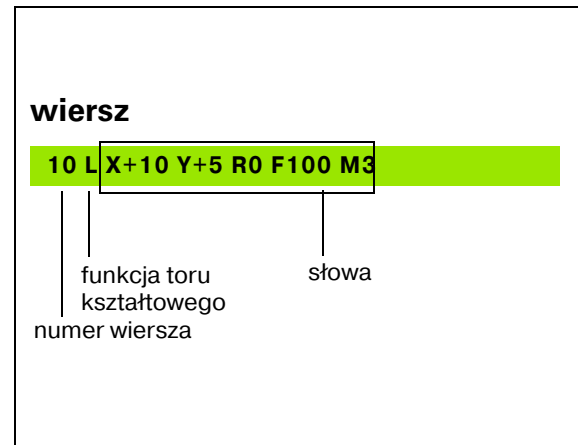 wiersz
10 L X+10 Y+5 R0 F100 M3
funkcja toru
kształtowego
słowa
numer wiersza